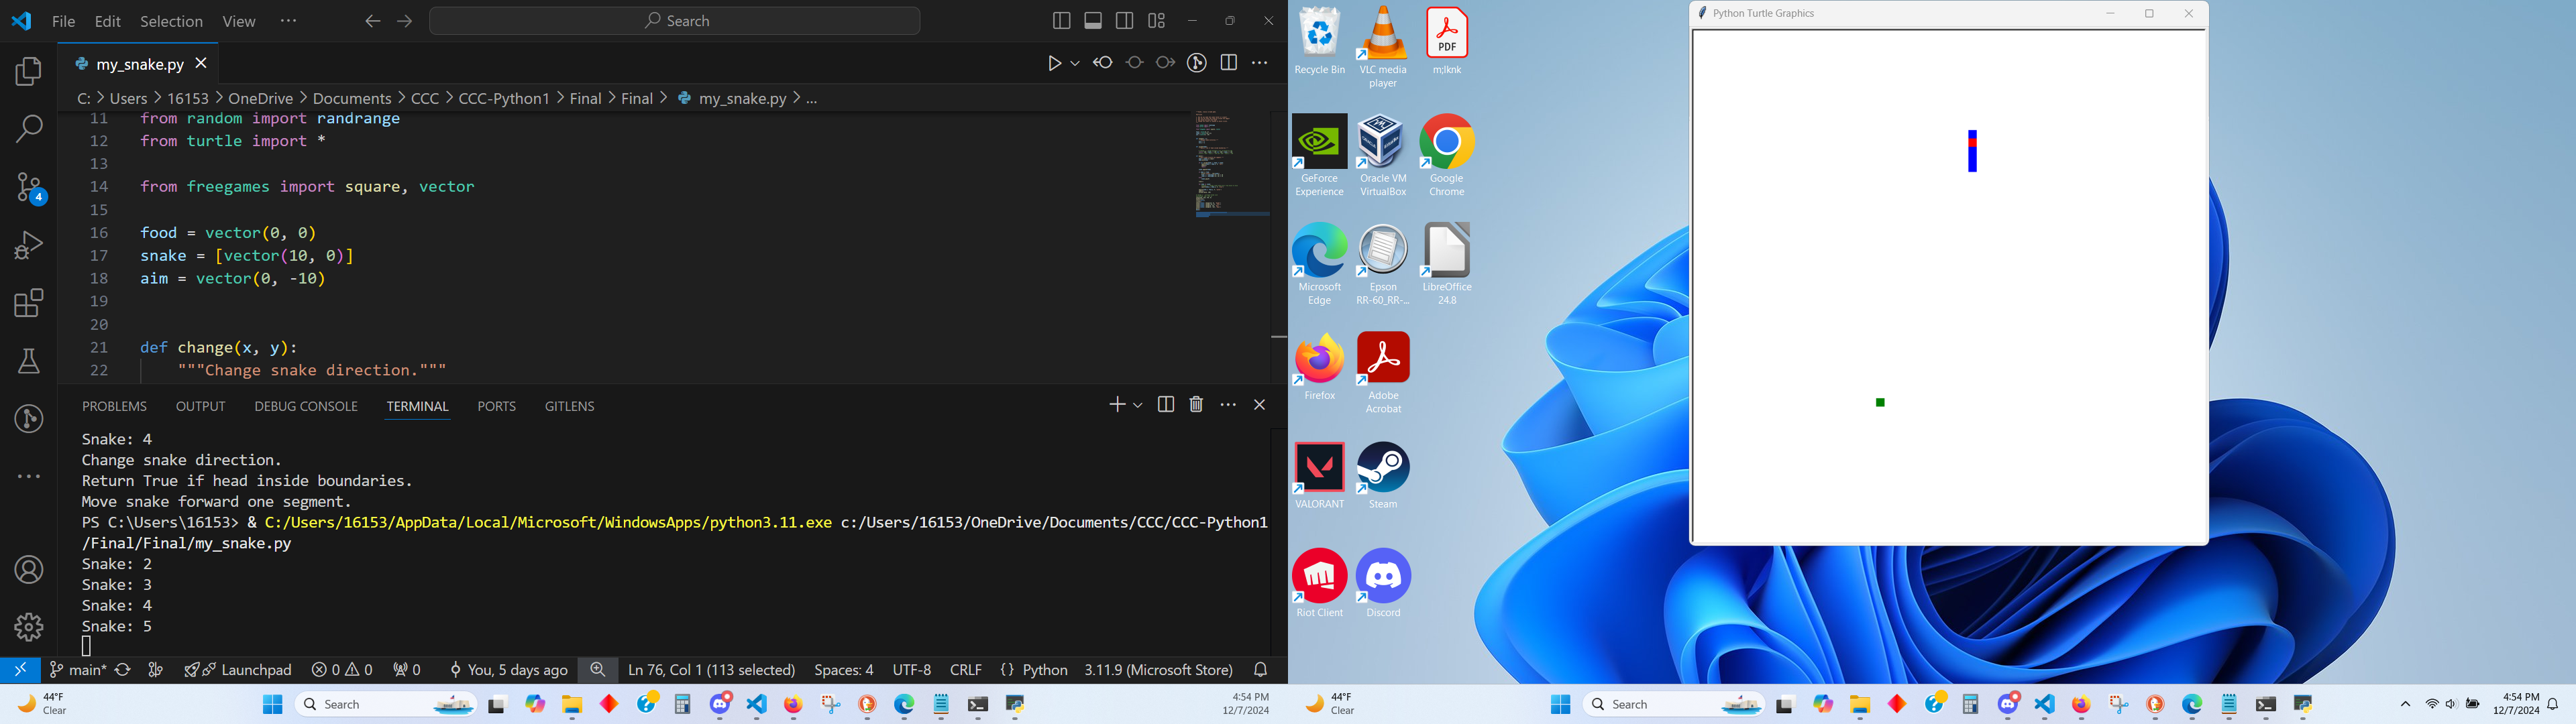 File Edit Selection View ··· Search
my_snake.py
C: > Users > 16153 > OneDrive > Documents > CCC > CCC-Python1 > Final > Final > my_snake.py > ...
11 from random import randrange
12 from turtle import *
13
14 from freegames import square, vector
15
16 food = vector(0, 0)
17 snake = [vector(10, 0)]
18 aim = vector(0, -10)
19
20
21 def change(x, y):
22 """Change snake direction."""
PROBLEMS OUTPUT DEBUG CONSOLE TERMINAL PORTS GITLENS
Snake: 4
Change snake direction.
Return True if head inside boundaries.
Move snake forward one segment.
PS C:\Users\16153> & C:/Users/16153/AppData/Local/Microsoft/WindowsApps/python3.11.exe c:/Users/16153/OneDrive/Documents/CCC/CCC-Python1
/Final/Final/my_snake.py
Snake: 2
Snake: 3
Snake: 4
Snake: 5
4
main* Launchpad 0 0 0 You, 5 days ago Ln 76, Col 1 (113 selected) Spaces: 4 UTF-8 CRLF {} Python 3.11.9 (Microsoft Store)
44°F
Clear
Search
4:54 PM
12/7/2024
Recycle Bin
VLC media
player
PDF
m;lknk
GeForce
Experience
Oracle VM
VirtualBox
Google
Chrome
Microsoft
Edge
Epson
RR-60_RR-...
LibreOffice
24.8
Firefox
Adobe
Acrobat
VALORANT
Steam
Riot Client
Discord
Python Turtle Graphics
44°F
Clear
Search
4:54 PM
12/7/2024